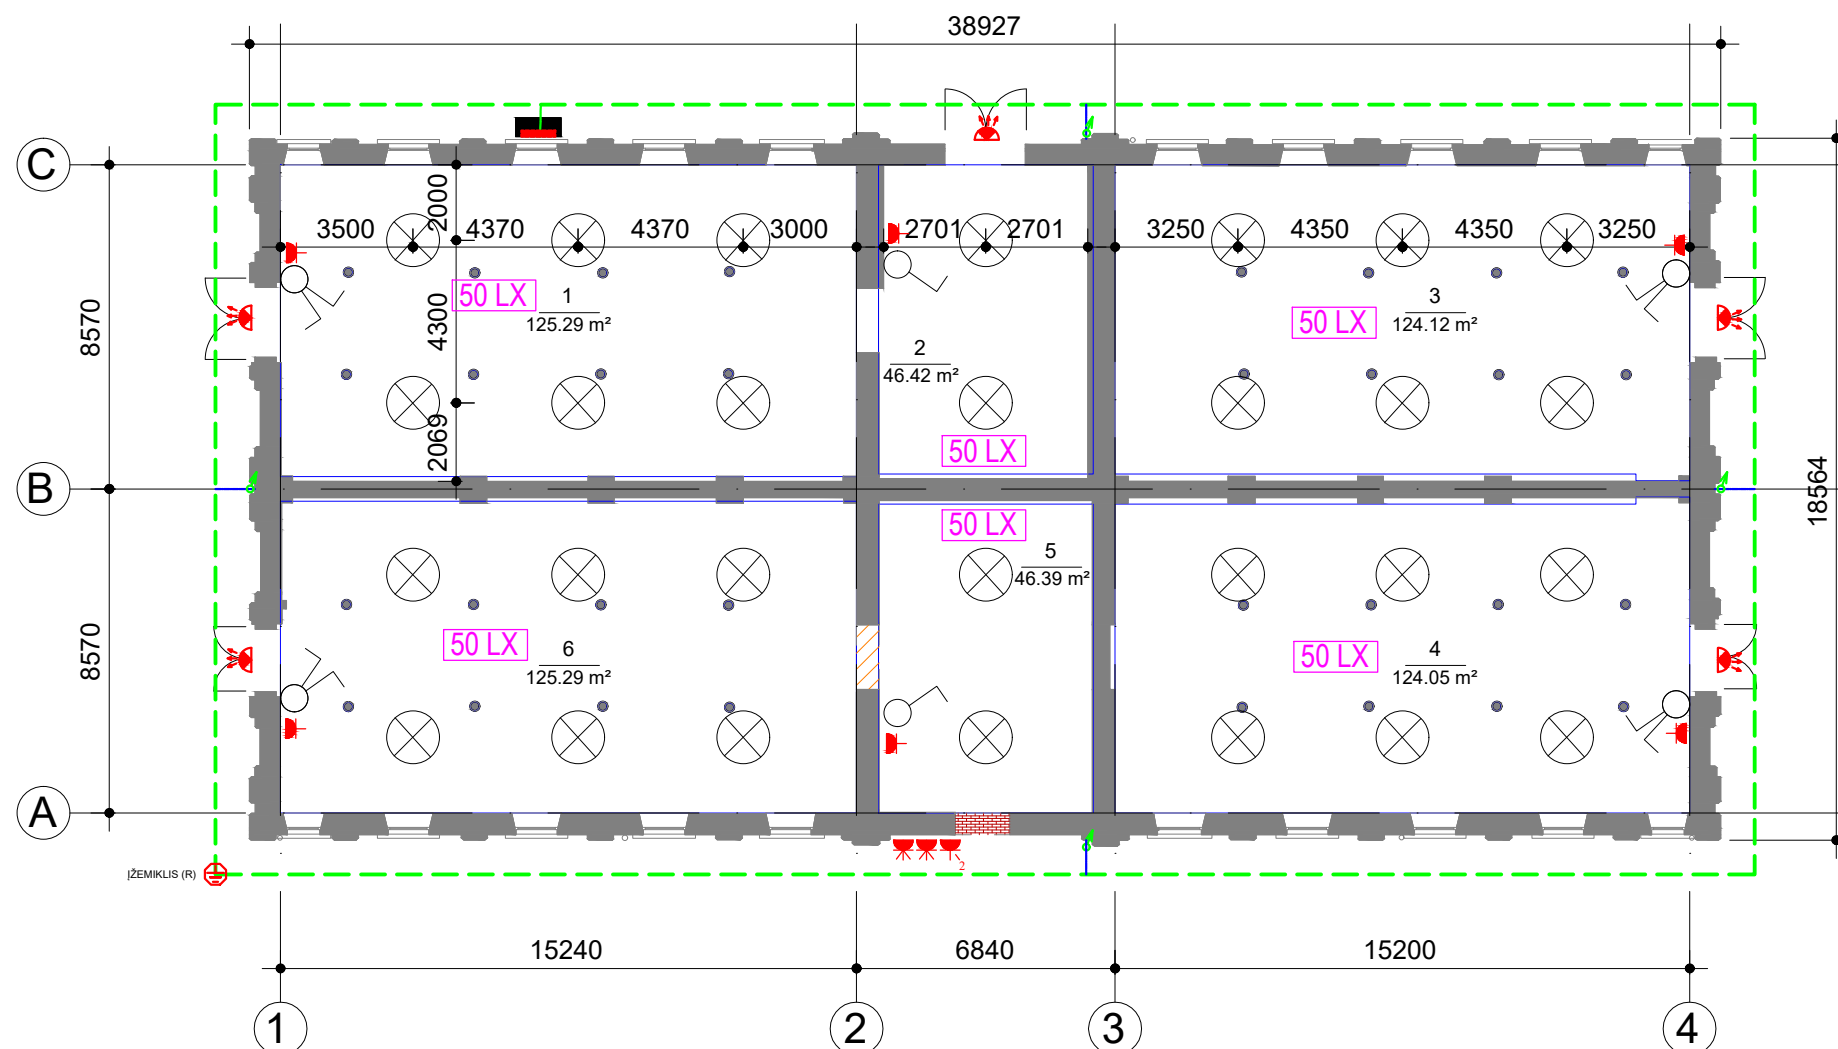 38927
C
2000
3500
4370
4370
3000
2701
2701
3250
4350
4350
3250
50 LX
1
125.29 m²
3
124.12 m²
50 LX
8570
4300
2
46.42 m²
2069
50 LX
B
18564
50 LX
5
46.39 m²
50 LX
6
125.29 m²
50 LX
4
124.05 m²
8570
A
2
ĮŽEMIKLIS (R)
15240
6840
15200
1
2
3
4